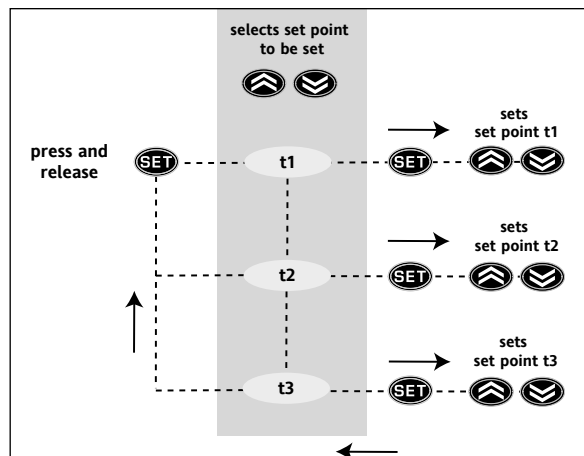 selects set point
to be set
press and
release
SET
t1
SET
sets
set point t1
t2
SET
sets
set point t2
t3
SET
sets
set point t3